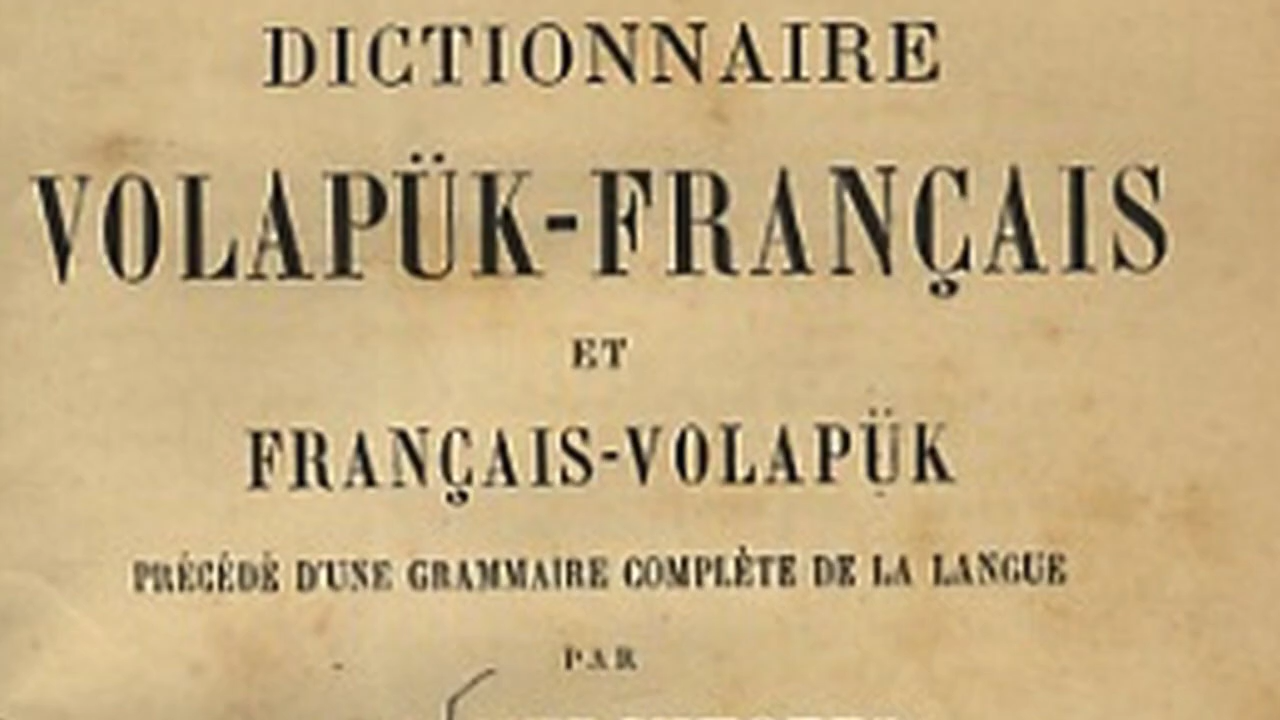 DICTIONNAIRE
VOLAPÜK-FRANÇAIS
ET
FRANÇAIS-VOLAPÜK
PRÉCÉDÉ D'UNE GRAMMAIRE COMPLÈTE DE LA LANGUE
PAR